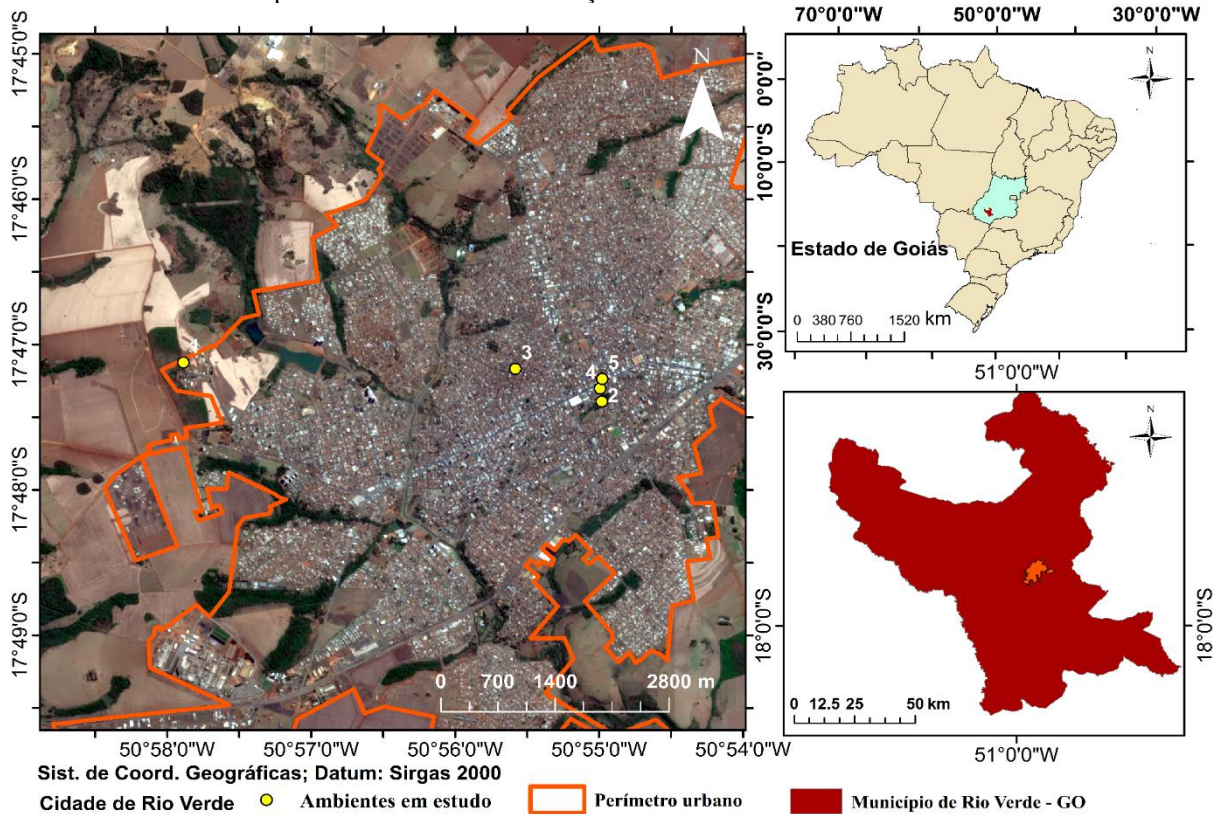 70°0'0"W 50°0'0"W 30°0'0"W
17°45'0"S
17°46'0"S
17°47'0"S
17°48'0"S
17°49'0"S
N
1
3
5
4
2
0 700 1400 2800 m
50°58'0"W 50°57'0"W 50°56'0"W 50°55'0"W 50°54'0"W
N
0°0'0"
10°0'0"S
30°0'0"S
Estado de Goiás
0 380 760 1520 km
51°0'0"W
N
18°0'0"S
18°0'0"S
0 12.5 25 50 km
51°0'0"W
Sist. de Coord. Geográficas; Datum: Sirgas 2000
Cidade de Rio Verde Ambientes em estudo Perímetro urbano Município de Rio Verde - GO